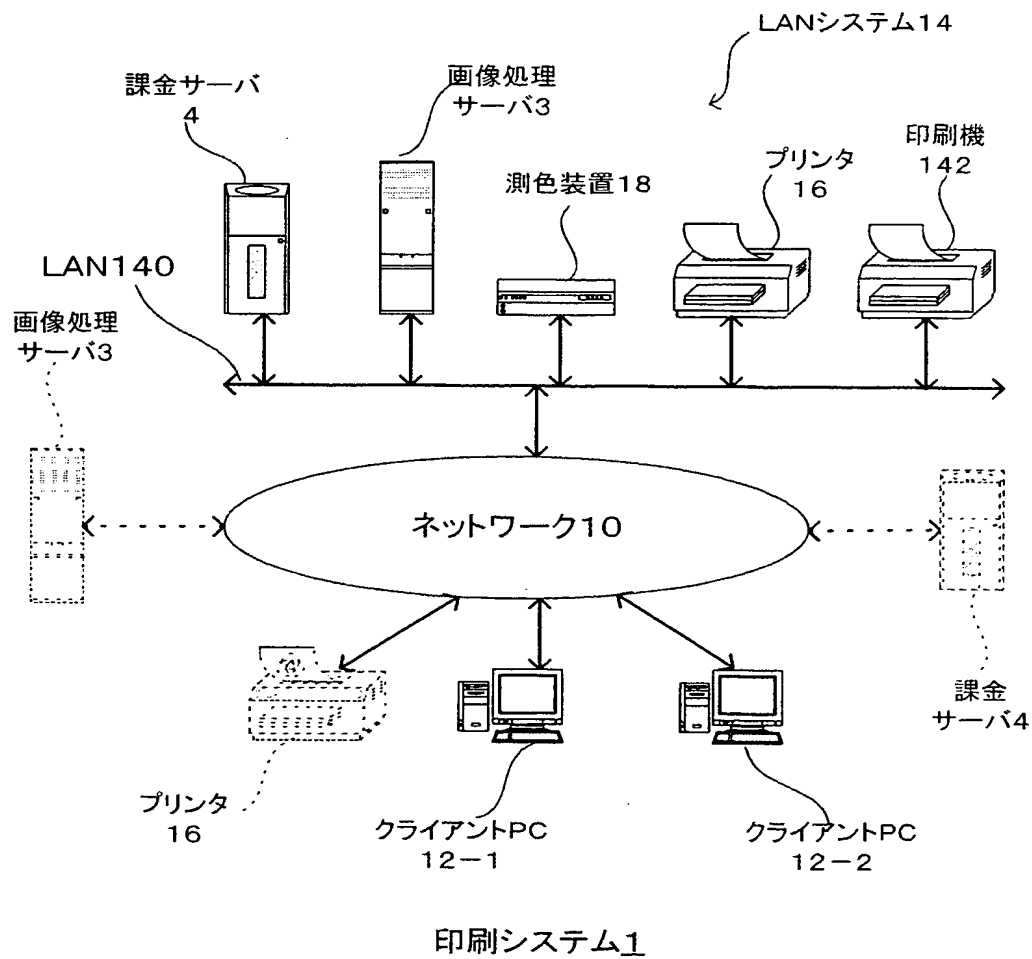 LANシステム14
課金サーバ
4
画像処理
サーバ3
測色装置18
プリンタ
16
印刷機
142
LAN140
画像処理
サーバ3
ネットワーク10
課金
サーバ4
プリンタ
16
クライアントPC
12-1
クライアントPC
12-2
印刷システム1